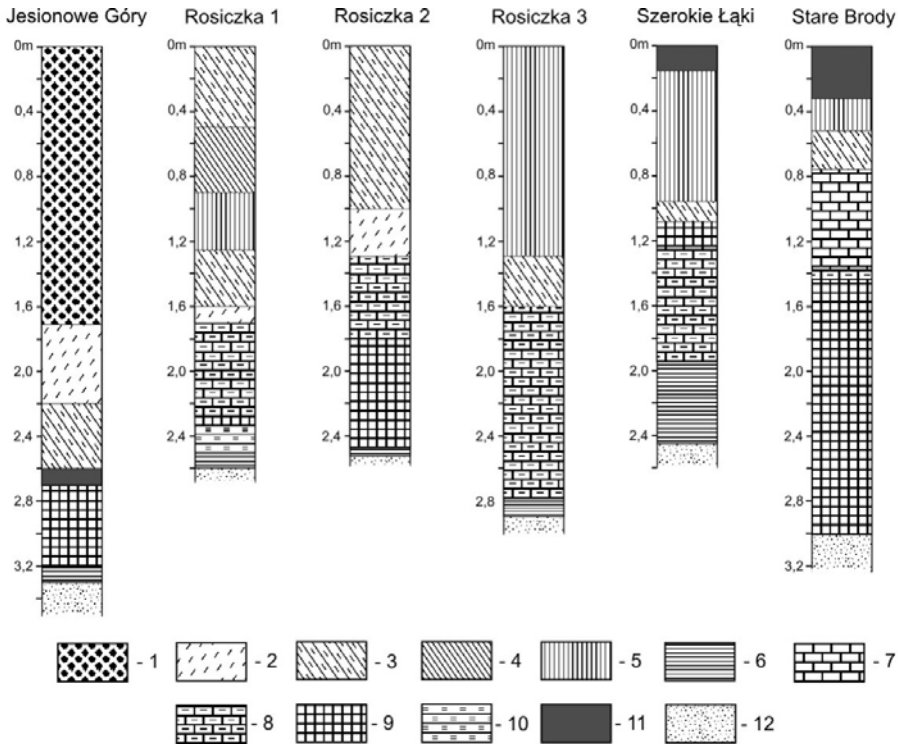 Jesionowe Góry Rosiczka 1 Rosiczka 2 Rosiczka 3 Szerokie Łąki Stare Brody
0m 0m 0m 0m 0m 0m
0,4 0,4 0,4 0,4 0,4 0,4
0,8 0,8 0,8 0,8 0,8 0,8
1,2 1,2 1,2 1,2 1,2 1,2
1,6 1,6 1,6 1,6 1,6 1,6
2,0 2,0 2,0 2,0 2,0 2,0
2,4 2,4 2,4 2,4 2,4 2,4
2,8 2,8 2,8
3,2 3,2
- 1 - 2 - 3 - 4 - 5 - 6 - 7
- 8 - 9 - 10 - 11 - 12